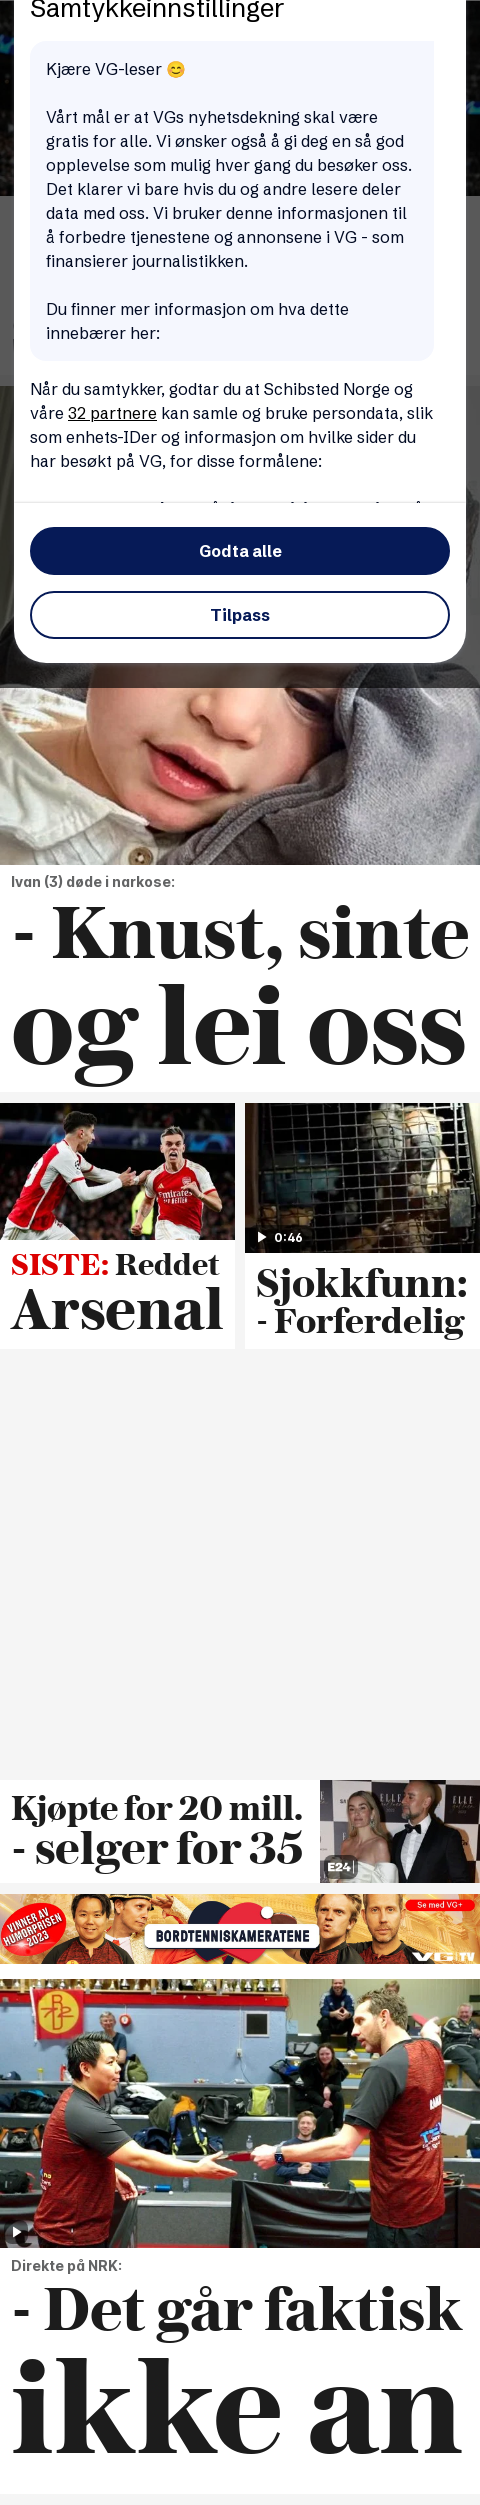 Samtykkeinnstillinger
Kjære VG-leser 😊
Vårt mål er at VGs nyhetsdekning skal være
gratis for alle. Vi ønsker også å gi deg en så god
opplevelse som mulig hver gang du besøker oss.
Det klarer vi bare hvis du og andre lesere deler
data med oss. Vi bruker denne informasjonen til
å forbedre tjenestene og annonsene i VG - som
finansierer journalistikken.
Du finner mer informasjon om hva dette
innebærer her:
Når du samtykker, godtar du at Schibsted Norge og
våre 32 partnere kan samle og bruke persondata, slik
som enhets-IDer og informasjon om hvilke sider du
har besøkt på VG, for disse formålene:
Godta alle
Tilpass
Ivan (3) døde i narkose:
- Knust, sinte
og lei oss
SISTE: Reddet
Arsenal
0:46
Sjokkfunn:
- Forferdelig
Kjøpte for 20 mill.
- selger for 35
ELLE
E24
VINNER AV
HUMORPRISEN
2023
BORDTENNISKAMERATENE
Se med VG+
VG TV
Direkte på NRK:
- Det går faktisk
ikke an